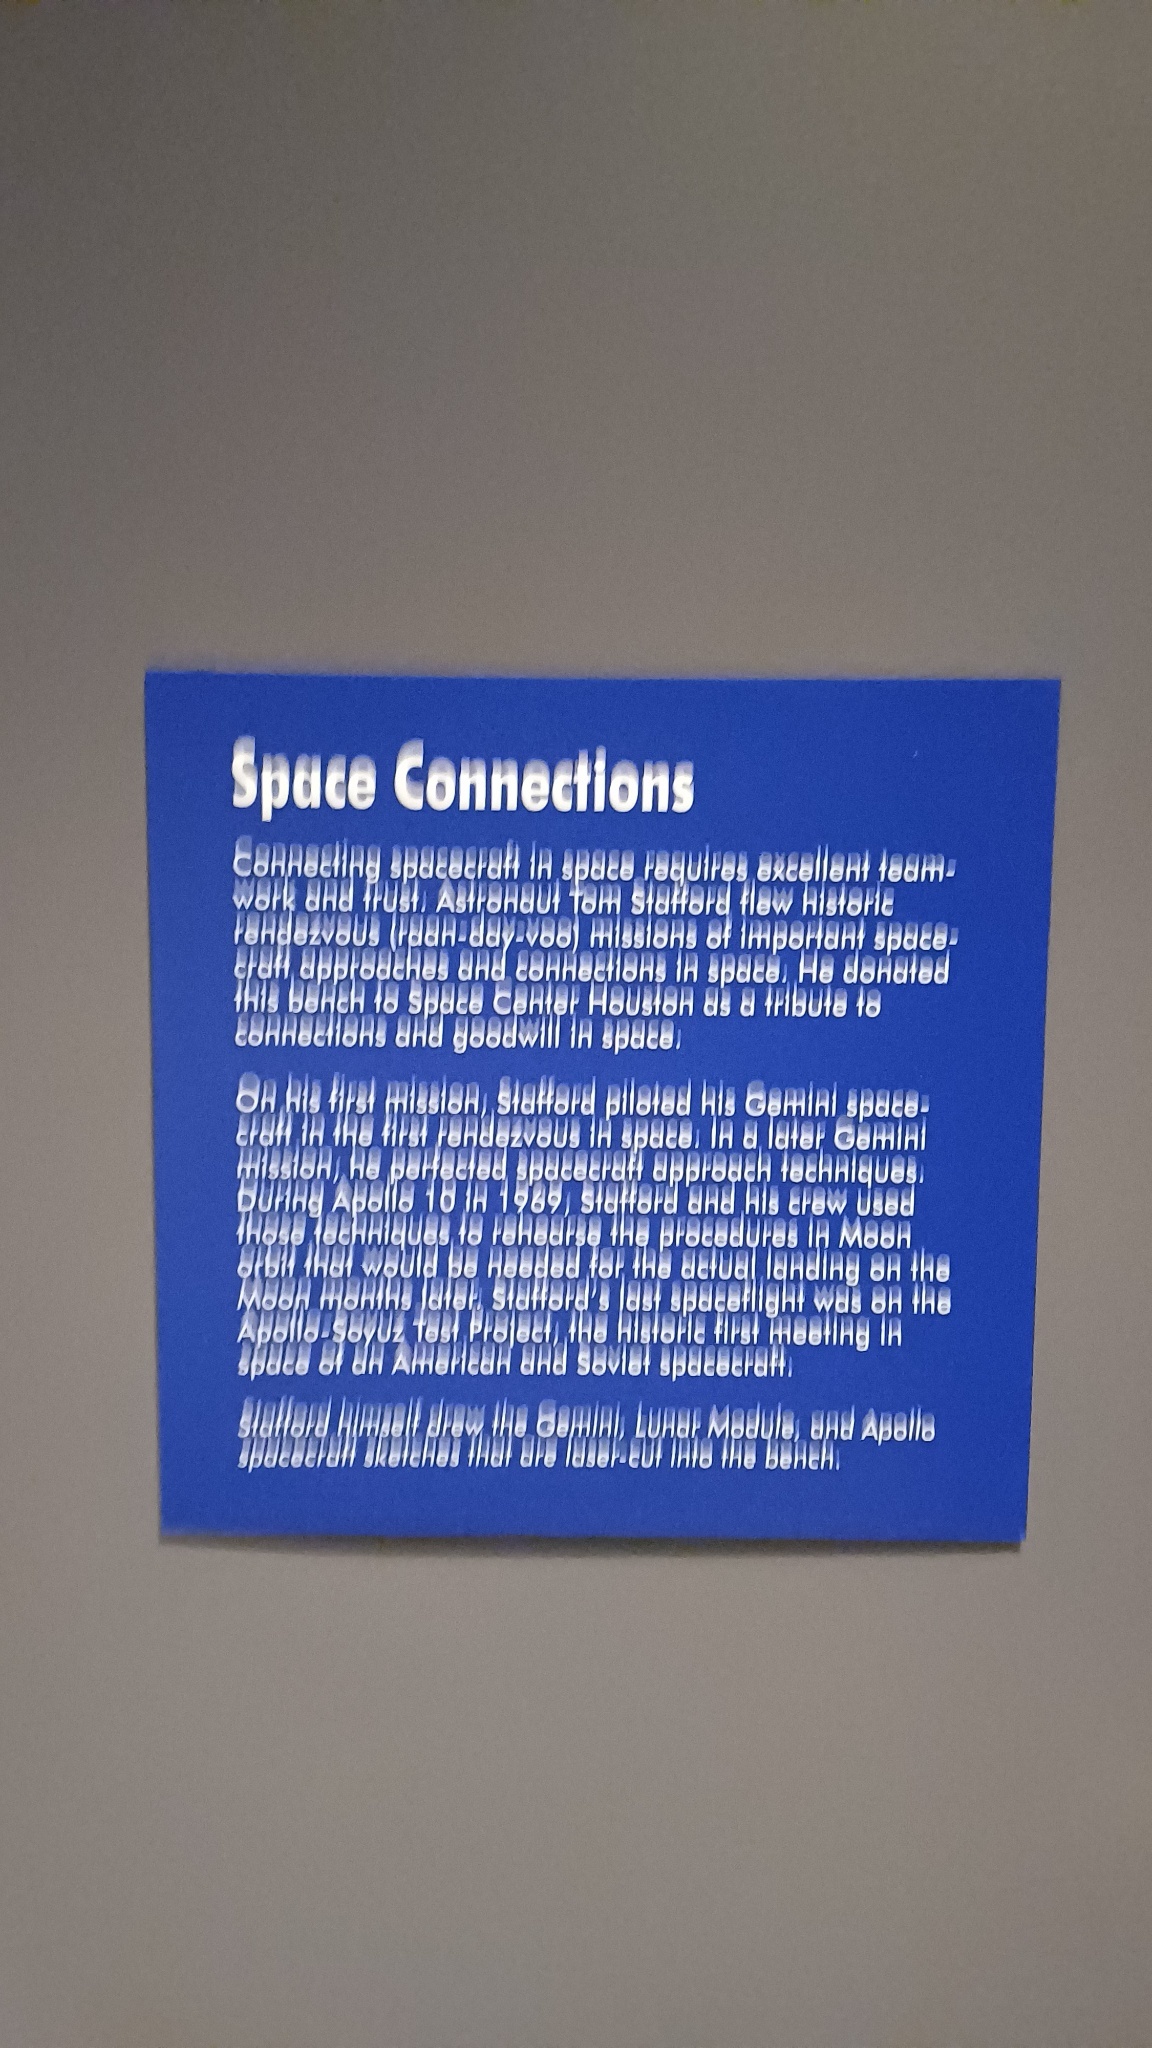 Space Connections
Connecting spacecraft in space requires excellent team-
work and trust. Astronaut Tom Stafford flew historic
rendezvous (raan-day-voo) missions of important space-
craft approaches and connections in space. He donated
this bench to Space Center Houston as a tribute to
connections and goodwill in space.
On his first mission, Stafford piloted his Gemini space-
craft in the first rendezvous in space. In a later Gemini
mission, he perfected spacecraft approach techniques.
During Apollo 10 in 1969, Stafford and his crew used
those techniques to rehearse the procedures in Moon
orbit that would be needed for the actual landing on the
Moon months later. Stafford's last spaceflight was on the
Apollo-Soyuz Test Project, the historic first meeting in
space of an American and Soviet spacecraft.
Stafford himself drew the Gemini, Lunar Module, and Apollo
spacecraft sketches that are laser-cut into the bench.